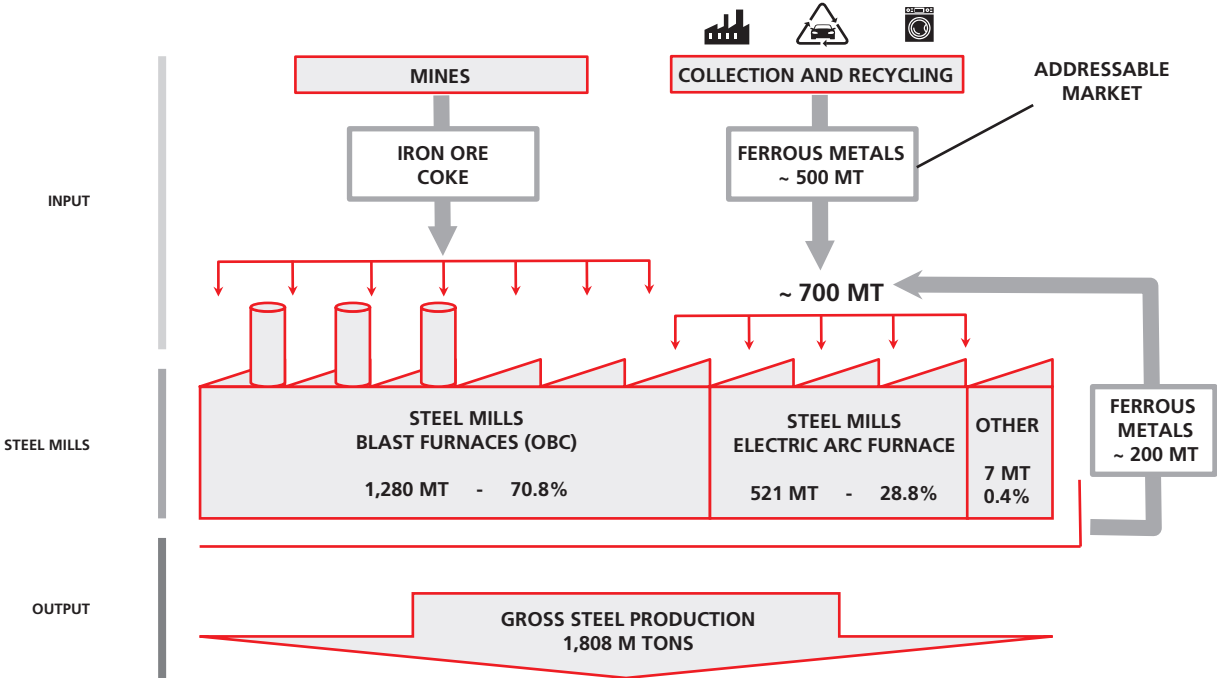 MINES
COLLECTION AND RECYCLING
ADDRESSABLE
MARKET
IRON ORE
COKE
FERROUS METALS
~ 500 MT
INPUT
~ 700 MT
STEEL MILLS
STEEL MILLS
BLAST FURNACES (OBC)
1,280 MT - 70.8%
STEEL MILLS
ELECTRIC ARC FURNACE
521 MT - 28.8%
OTHER
7 MT
0.4%
FERROUS
METALS
~ 200 MT
OUTPUT
GROSS STEEL PRODUCTION
1,808 M TONS